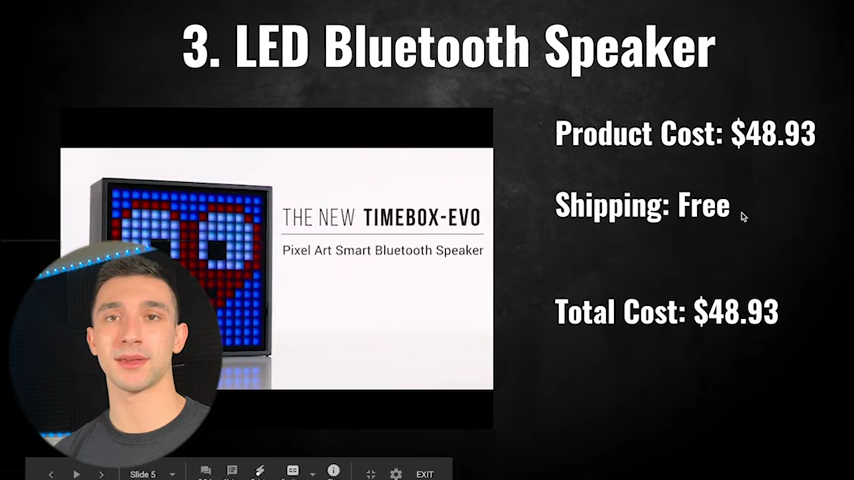 3. LED Bluetooth Speaker
Product Cost: $48.93
THE NEW TIMEBOX-EVO
Pixel Art Smart Bluetooth Speaker
Shipping: Free
Total Cost: $48.93
Slide 5
EXIT